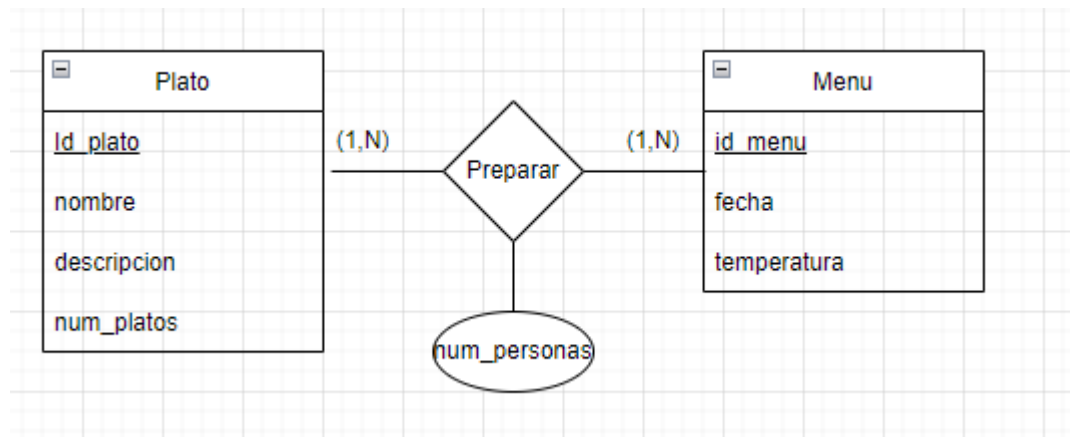 Plato
Id_plato
nombre
descripcion
num_platos
(1,N)
Preparar
(1,N)
num_personas
Menu
id_menu
fecha
temperatura